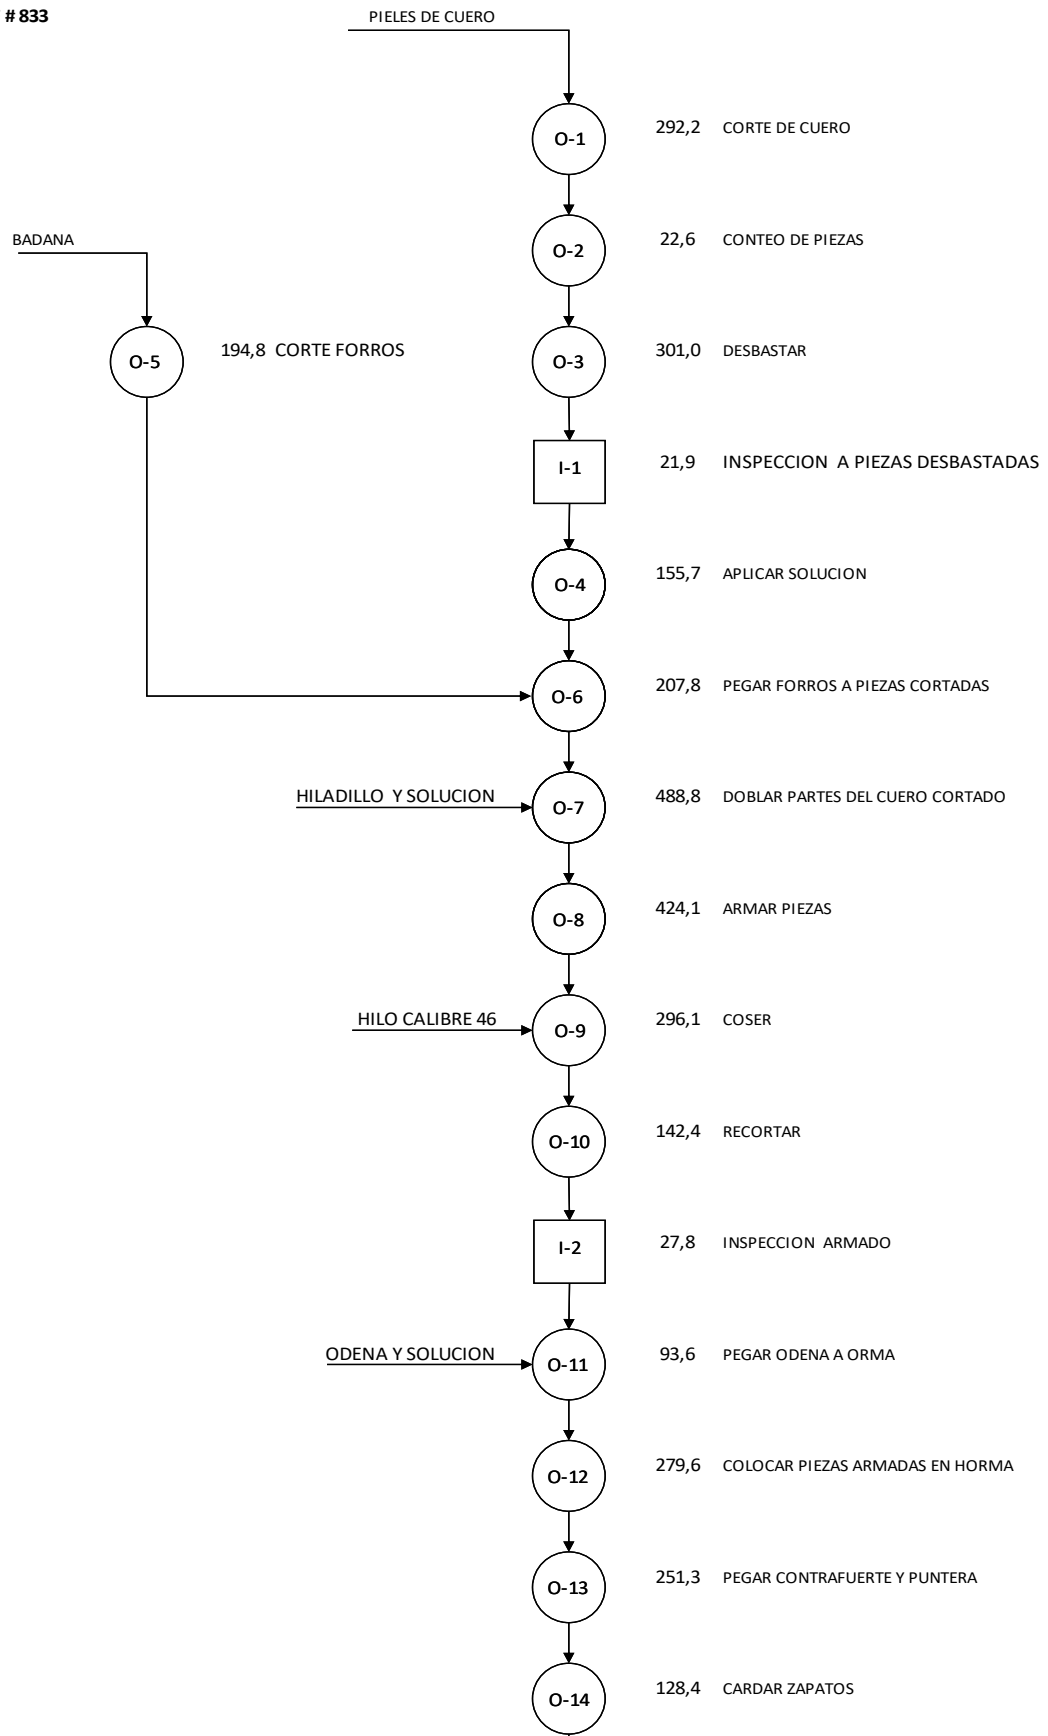 # 833
PIELES DE CUERO
O-1 292,2 CORTE DE CUERO
O-2 22,6 CONTEO DE PIEZAS
BADANA
O-5 194,8 CORTE FORROS
O-3 301,0 DESBASTAR
I-1 21,9 INSPECCION A PIEZAS DESBASTADAS
O-4 155,7 APLICAR SOLUCION
O-6 207,8 PEGAR FORROS A PIEZAS CORTADAS
HILADILLO Y SOLUCION
O-7 488,8 DOBLAR PARTES DEL CUERO CORTADO
O-8 424,1 ARMAR PIEZAS
HILO CALIBRE 46
O-9 296,1 COSER
O-10 142,4 RECORTAR
I-2 27,8 INSPECCION ARMADO
ODENA Y SOLUCION
O-11 93,6 PEGAR ODENA A ORMA
O-12 279,6 COLOCAR PIEZAS ARMADAS EN HORMA
O-13 251,3 PEGAR CONTRAFUERTE Y PUNTERA
O-14 128,4 CARDAR ZAPATOS